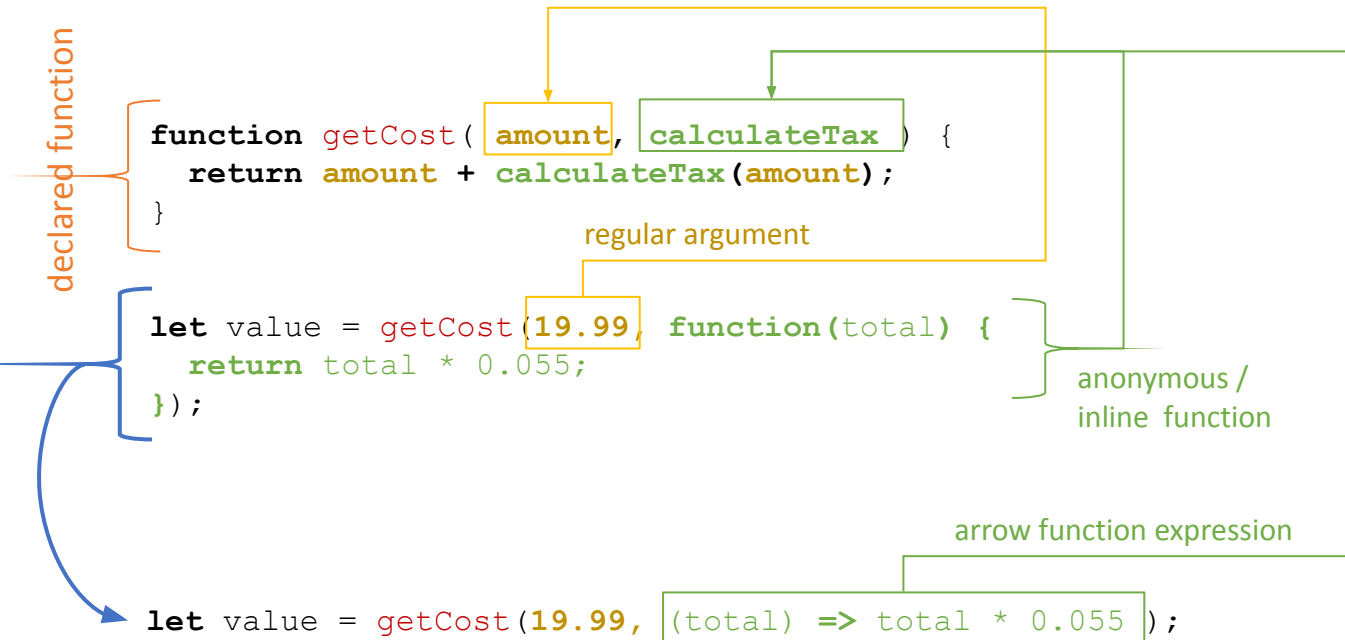 declared function
function getCost( amount, calculateTax ) {
  return amount + calculateTax(amount);
}
regular argument
let value = getCost(19.99, function(total) {
  return total * 0.055;
});
anonymous /
inline function
arrow function expression
let value = getCost(19.99, (total) => total * 0.055 );